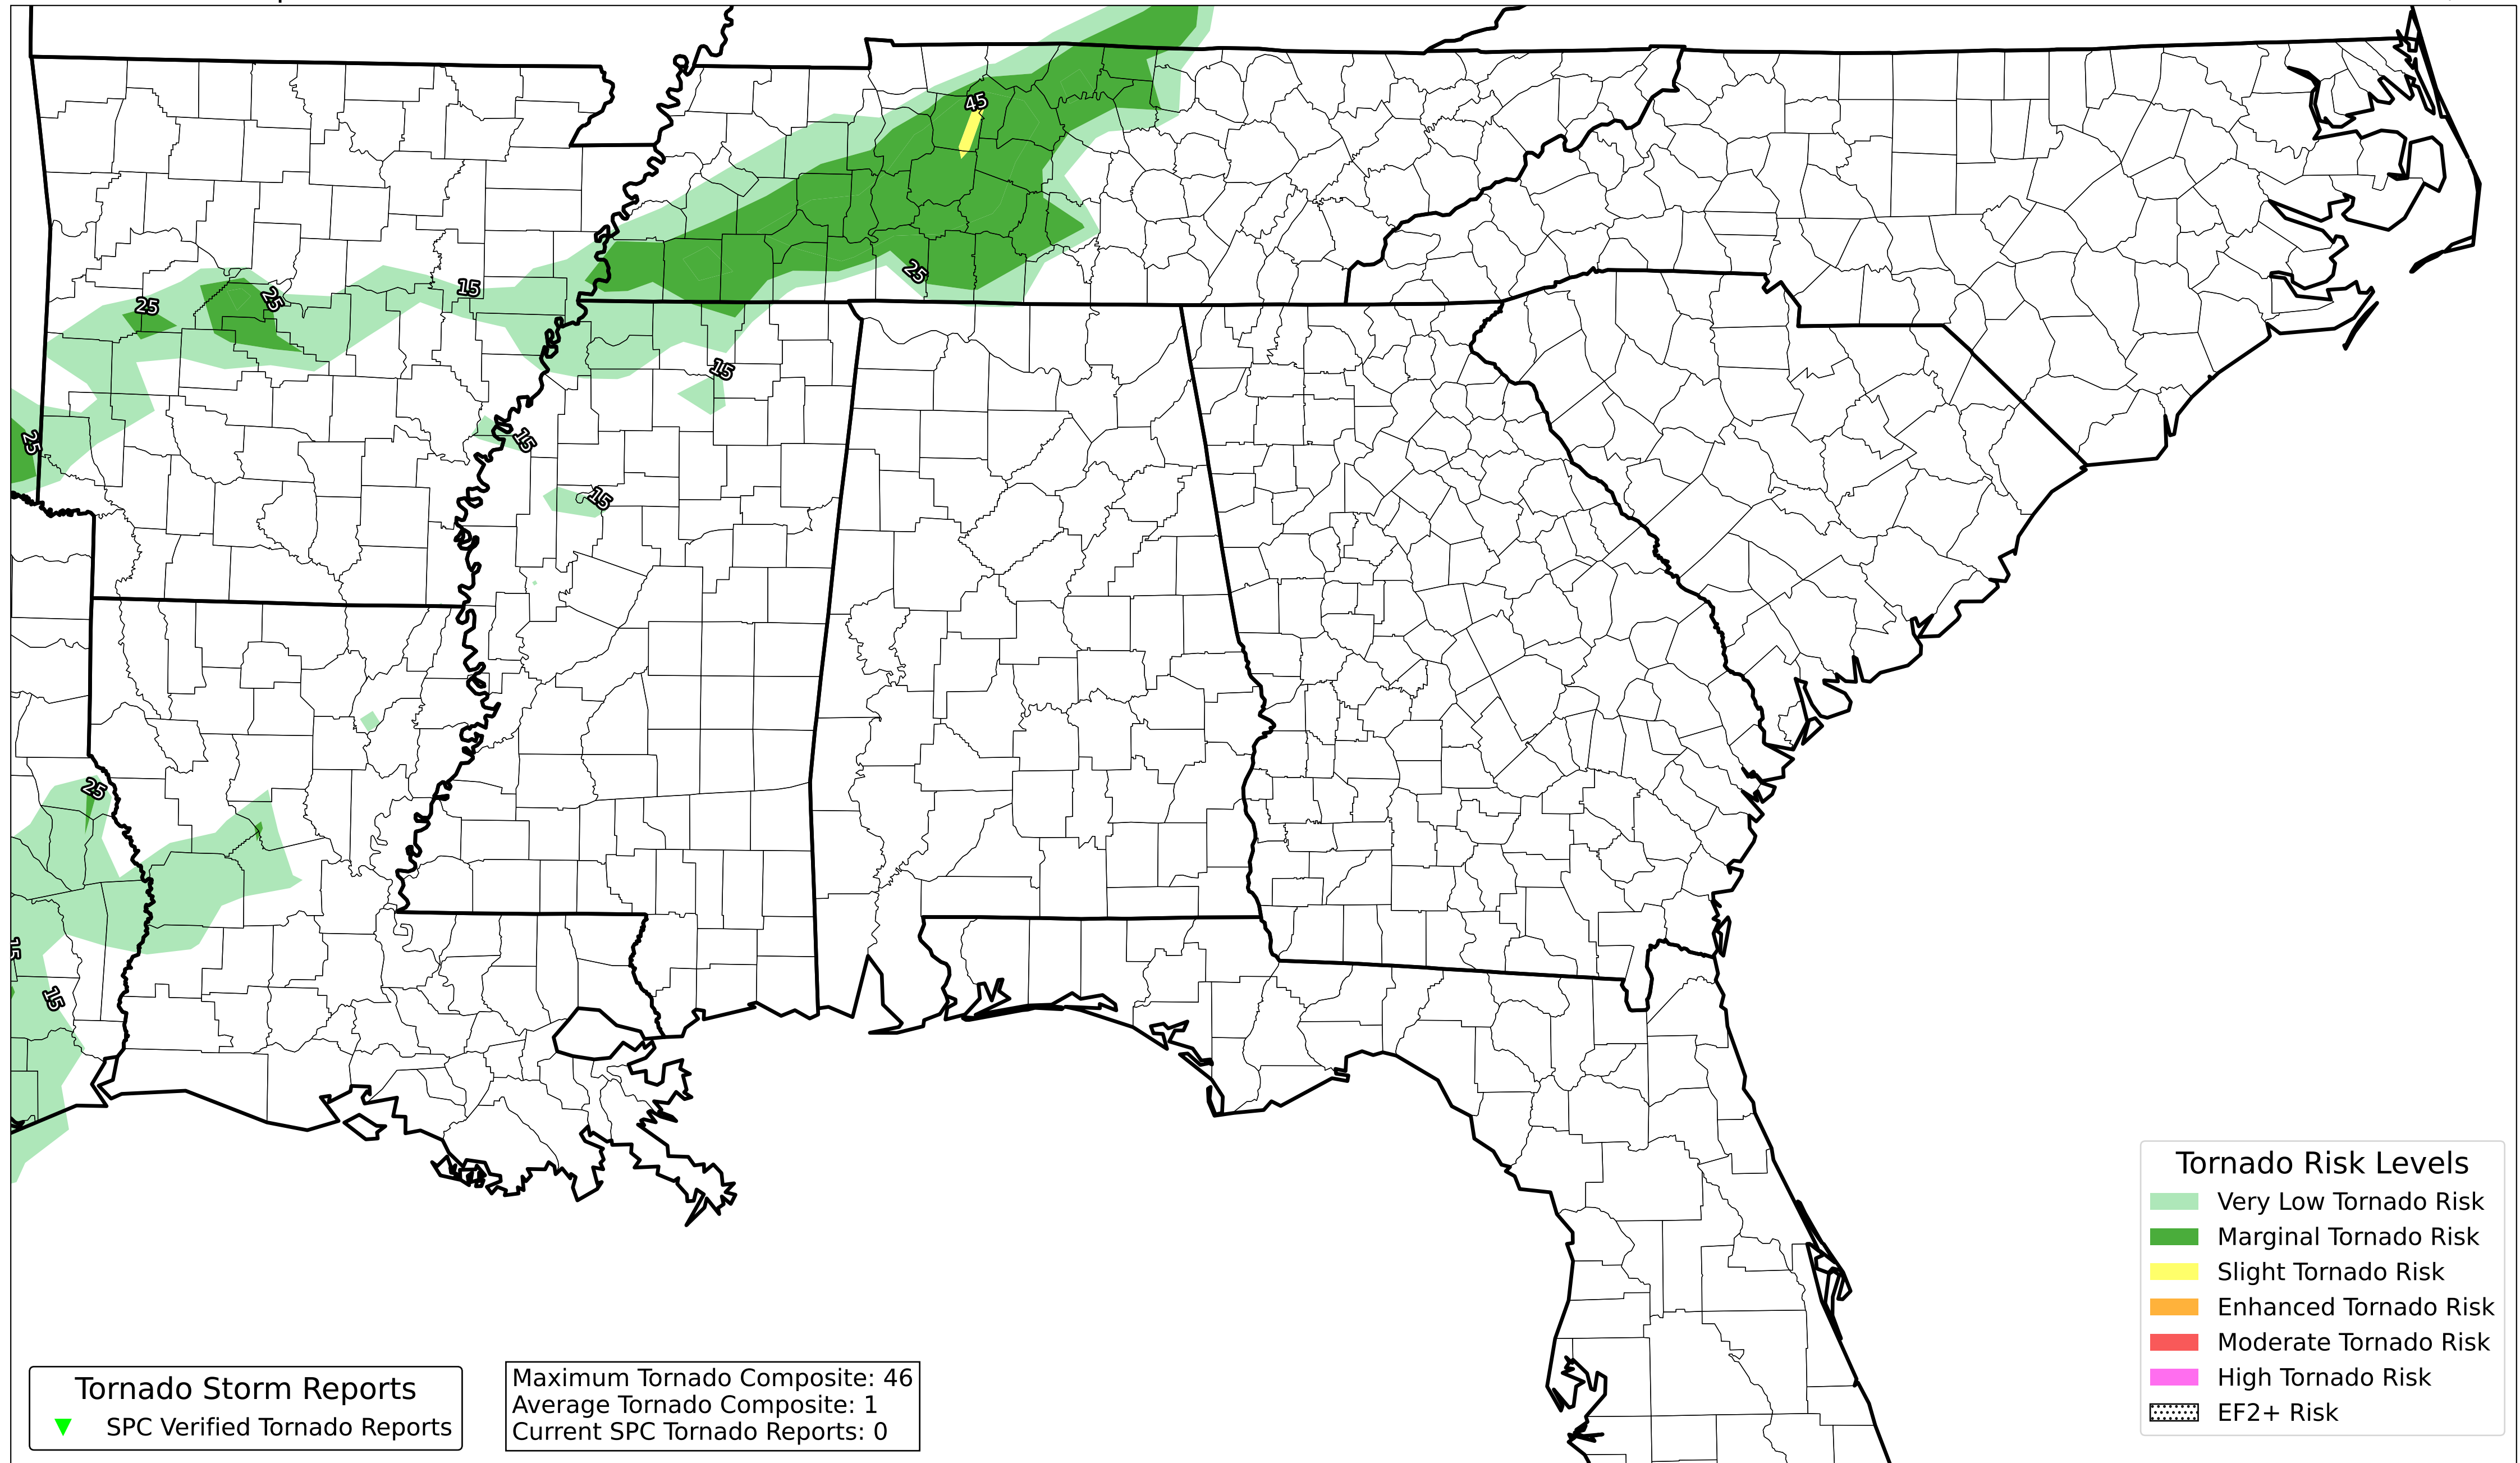 45
25
25
25
15
15
25
15
15
25
15
15
Tornado Risk Levels
Very Low Tornado Risk
Marginal Tornado Risk
Slight Tornado Risk
Enhanced Tornado Risk
Moderate Tornado Risk
High Tornado Risk
EF2+ Risk
Tornado Storm Reports
SPC Verified Tornado Reports
Maximum Tornado Composite: 46
Average Tornado Composite: 1
Current SPC Tornado Reports: 0